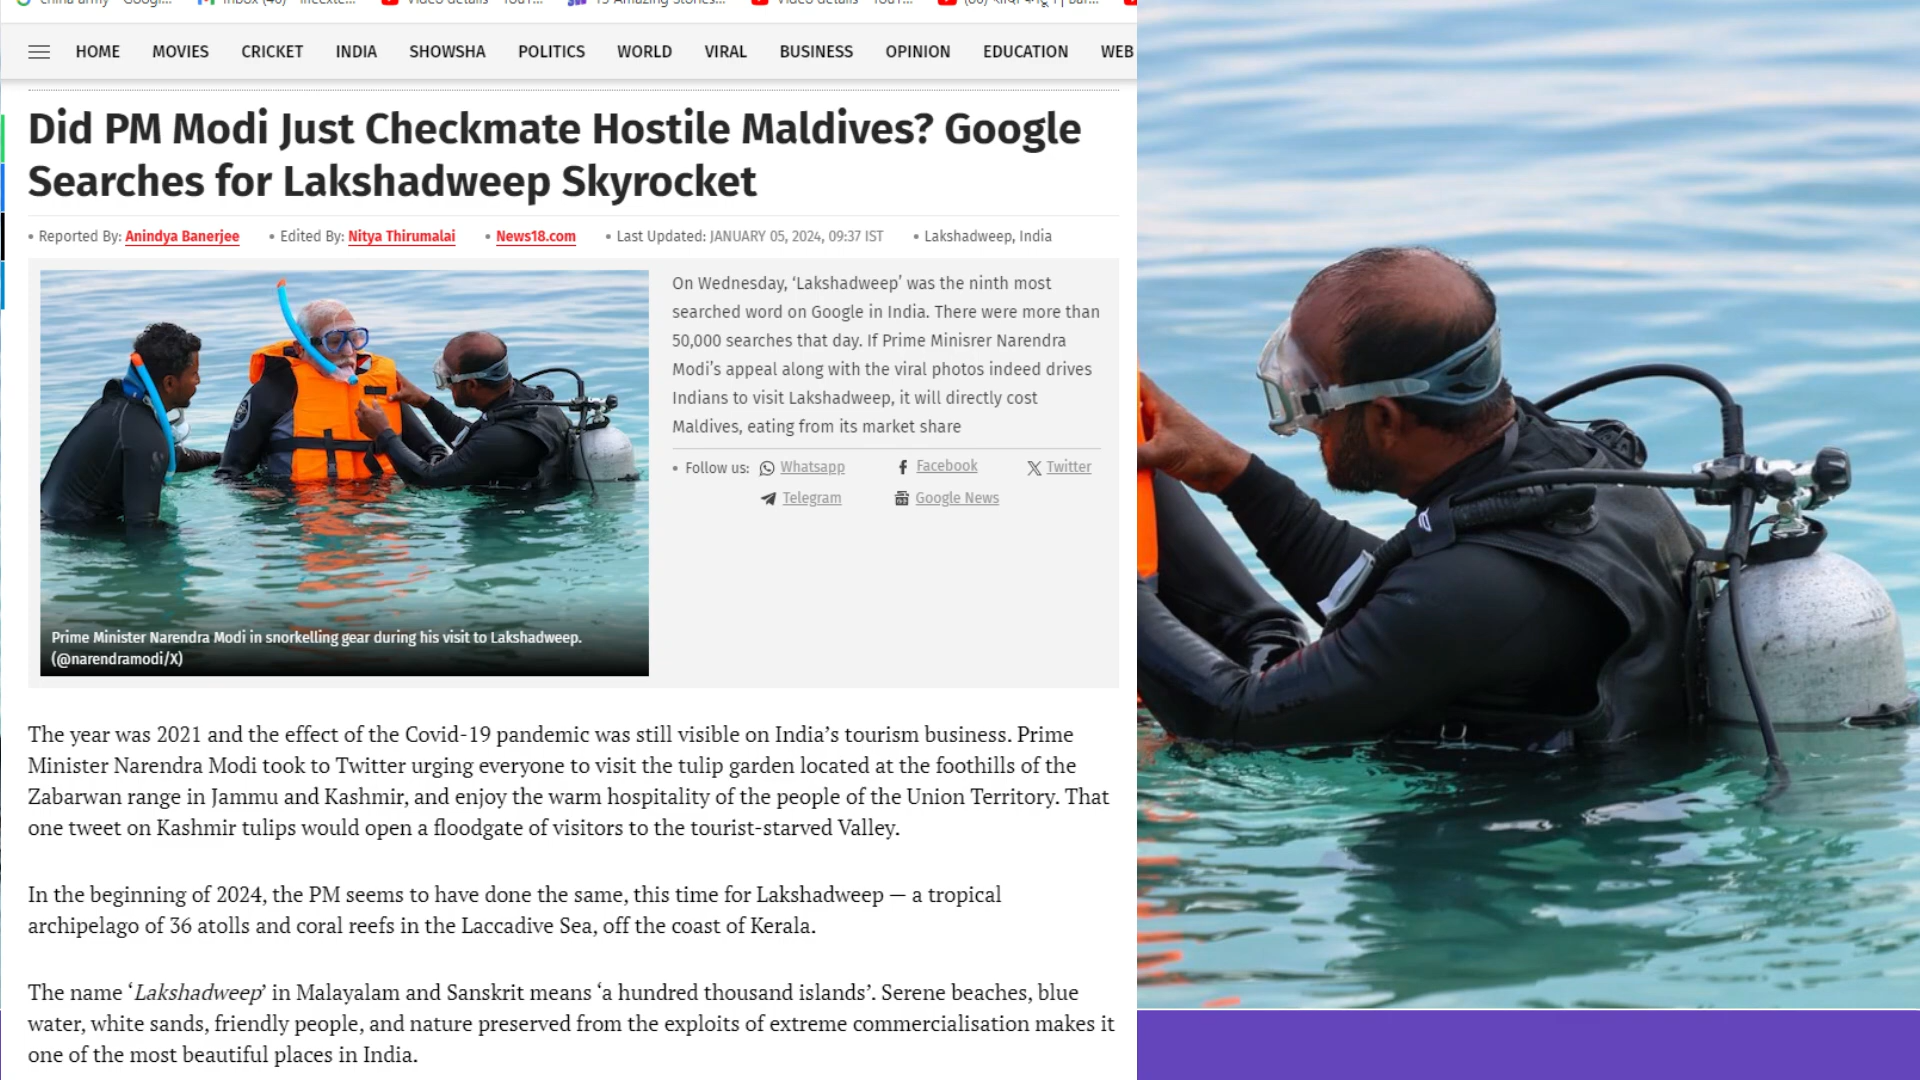 HOME MOVIES CRICKET INDIA SHOWSHA POLITICS WORLD VIRAL BUSINESS OPINION EDUCATION WEB
Did PM Modi Just Checkmate Hostile Maldives? Google
Searches for Lakshadweep Skyrocket
• Reported By: Anindya Banerjee • Edited By: Nitya Thirumalai • News18.com • Last Updated: JANUARY 05, 2024, 09:37 IST • Lakshadweep, India
On Wednesday, ‘Lakshadweep’ was the ninth most
searched word on Google in India. There were more than
50,000 searches that day. If Prime Minisrer Narendra
Modi’s appeal along with the viral photos indeed drives
Indians to visit Lakshadweep, it will directly cost
Maldives, eating from its market share
• Follow us: Whatsapp Facebook Twitter
Telegram Google News
Prime Minister Narendra Modi in snorkelling gear during his visit to Lakshadweep.
(@narendramodi/X)
The year was 2021 and the effect of the Covid-19 pandemic was still visible on India’s tourism business. Prime
Minister Narendra Modi took to Twitter urging everyone to visit the tulip garden located at the foothills of the
Zabarwan range in Jammu and Kashmir, and enjoy the warm hospitality of the people of the Union Territory. That
one tweet on Kashmir tulips would open a floodgate of visitors to the tourist-starved Valley.
In the beginning of 2024, the PM seems to have done the same, this time for Lakshadweep — a tropical
archipelago of 36 atolls and coral reefs in the Laccadive Sea, off the coast of Kerala.
The name ‘Lakshadweep’ in Malayalam and Sanskrit means ‘a hundred thousand islands’. Serene beaches, blue
water, white sands, friendly people, and nature preserved from the exploits of extreme commercialisation makes it
one of the most beautiful places in India.